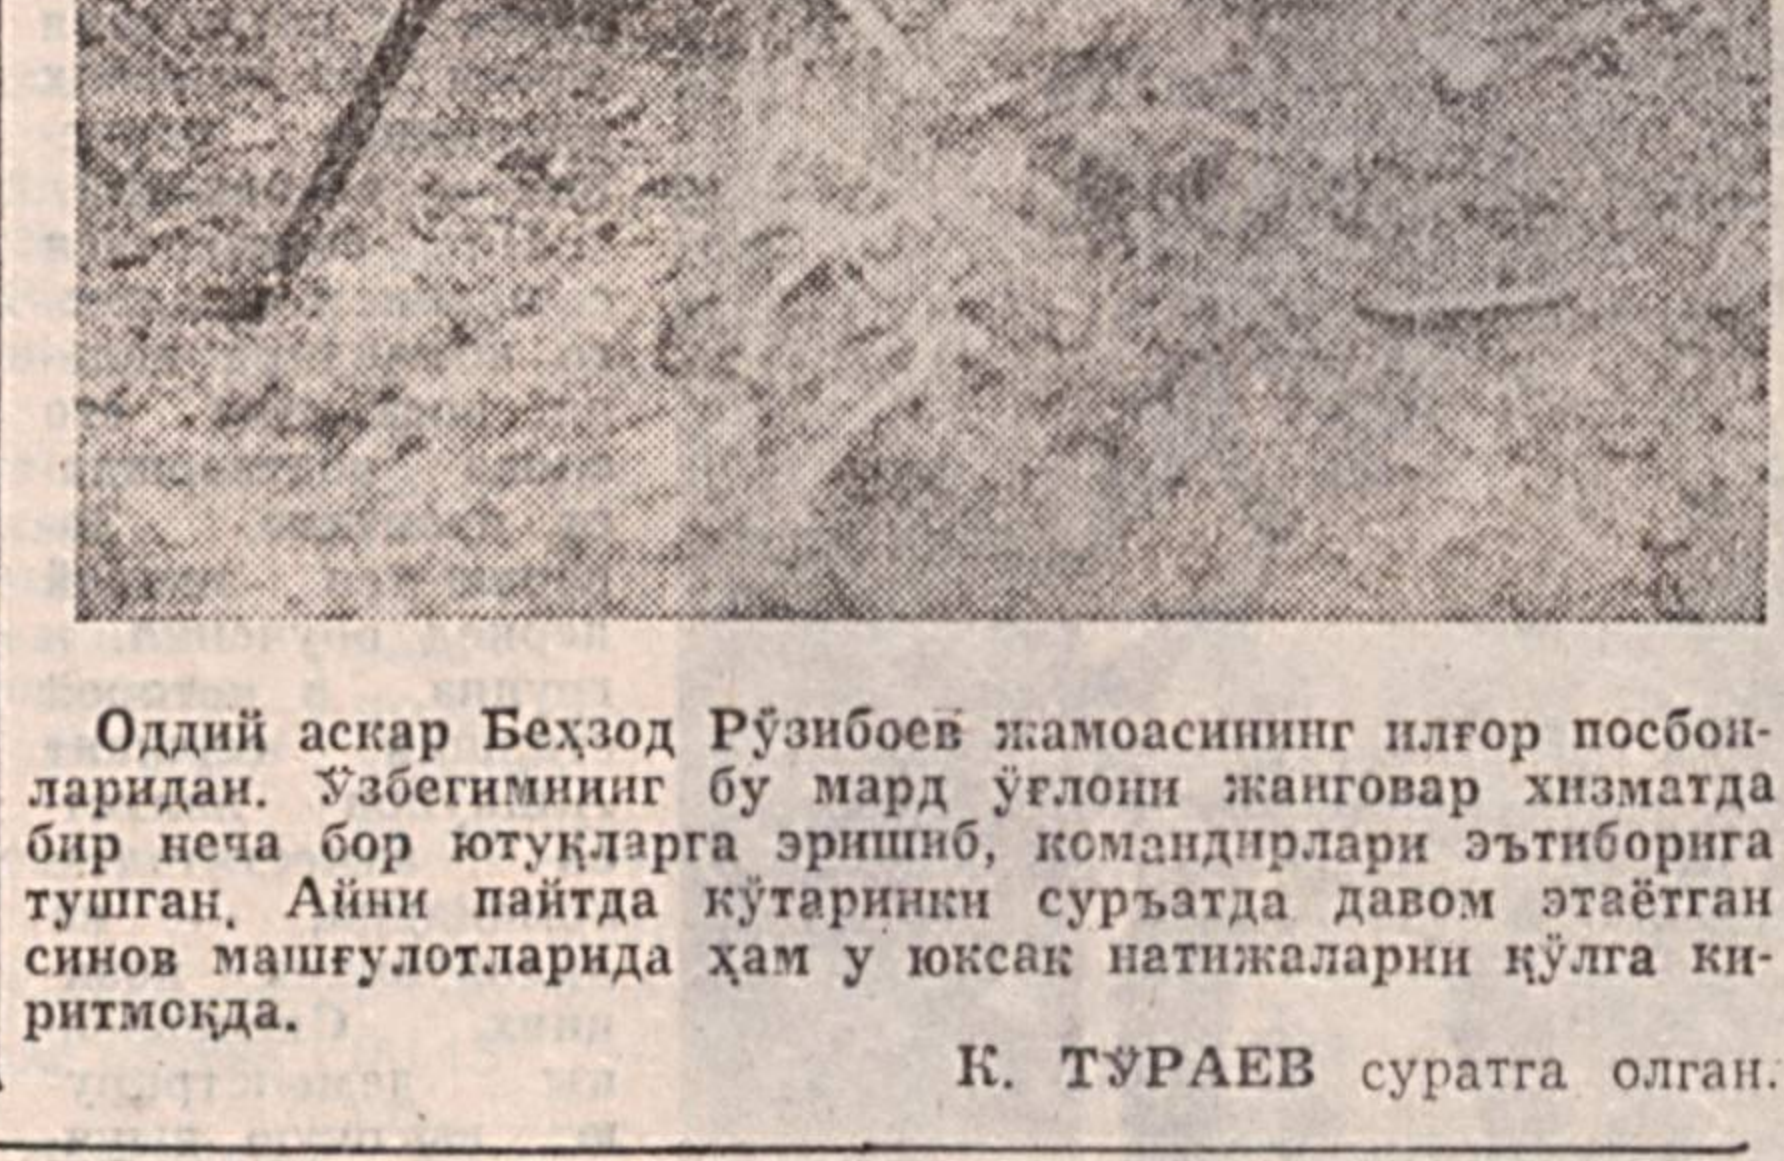 Оддий аскар Беҳзод Рўзибоев жамоасининг илғор посбон-
ларидан. Ўзбегимнинг бу мард ўғлони жанговар хизматда
бир неча бор ютуқларга эришиб, командирлари эътиборига
тушган. Айни пайтда кўтаринки суръатда давом этаётган
синов машғулотларида ҳам у юксак натижаларни қўлга ки-
ритмоқда.
К. ТЎРАЕВ суратга олган.